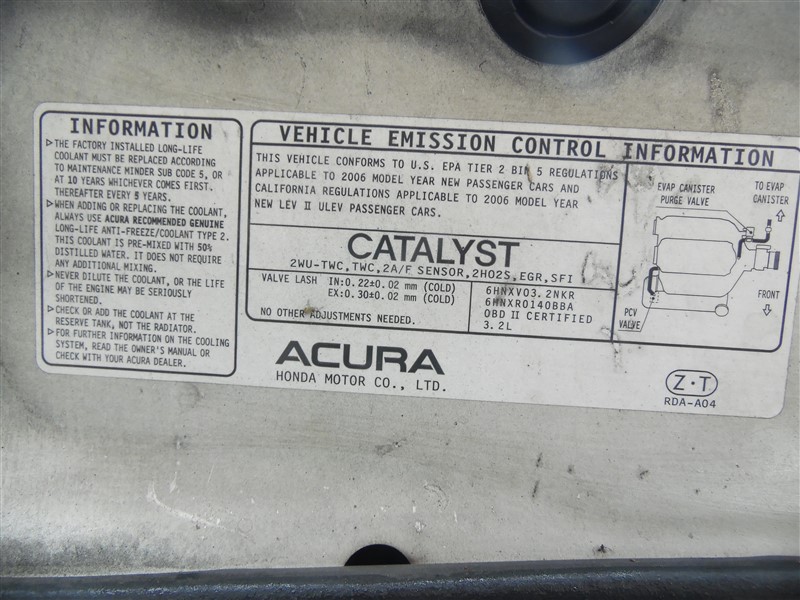 INFORMATION
▷THE FACTORY INSTALLED LONG-LIFE
COOLANT MUST BE REPLACED ACCORDING
TO MAINTENANCE MINDER SUB CODE 5, OR
AT 10 YEARS WHICHEVER COMES FIRST.
THEREAFTER EVERY 5 YEARS.
▷WHEN ADDING OR REPLACING THE COOLANT,
ALWAYS USE ACURA RECOMMENDED GENUINE
LONG-LIFE ANTI-FREEZE/COOLANT TYPE 2.
THIS COOLANT IS PRE-MIXED WITH 50%
DISTILLED WATER. IT DOES NOT REQUIRE
ANY ADDITIONAL MIXING.
▷NEVER DILUTE THE COOLANT, OR THE LIFE
OF THE ENGINE MAY BE SERIOUSLY
SHORTENED.
▷CHECK OR ADD THE COOLANT AT THE
RESERVE TANK, NOT THE RADIATOR.
▷FOR FURTHER INFORMATION ON THE COOLING
SYSTEM, READ THE OWNER'S MANUAL OR
CHECK WITH YOUR ACURA DEALER.
VEHICLE EMISSION CONTROL INFORMATION
THIS VEHICLE CONFORMS TO U.S. EPA TIER 2 BIN 5 REGULATIONS
APPLICABLE TO 2006 MODEL YEAR NEW PASSENGER CARS AND
CALIFORNIA REGULATIONS APPLICABLE TO 2006 MODEL YEAR
NEW LEV II ULEV PASSENGER CARS.
CATALYST
2WU-TWC,TWC,2A/F SENSOR,2HO2S,EGR,SFI
VALVE LASH IN:0.22±0.02 mm (COLD)
EX:0.30±0.02 mm (COLD)
NO OTHER ADJUSTMENTS NEEDED.
6HNXV03.2NKR
6HNXR0140BBA
OBD II CERTIFIED
3.2L
EVAP CANISTER
PURGE VALVE
TO EVAP
CANISTER
FRONT
PCV
VALVE
ACURA
HONDA MOTOR CO., LTD.
Z·T
RDA-A04